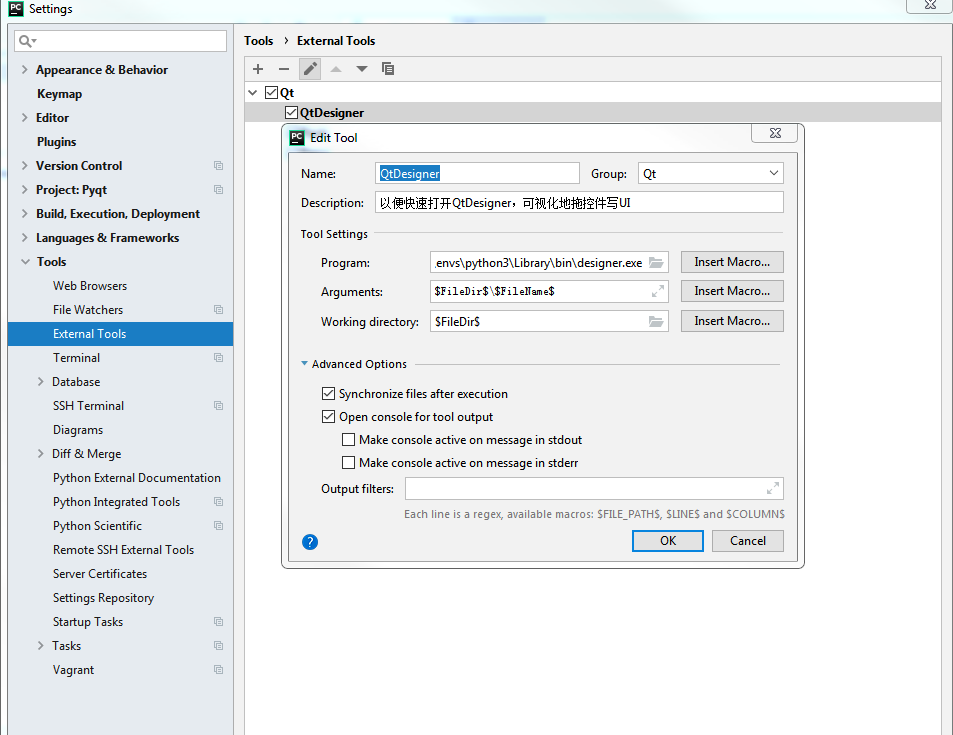 PC Settings
Tools › External Tools
Appearance & Behavior
Keymap
Editor
Plugins
Version Control
Project: Pyqt
Build, Execution, Deployment
Languages & Frameworks
Tools
Web Browsers
File Watchers
External Tools
Terminal
Database
SSH Terminal
Diagrams
Diff & Merge
Python External Documentation
Python Integrated Tools
Python Scientific
Remote SSH External Tools
Server Certificates
Settings Repository
Startup Tasks
Tasks
Vagrant
Qt
QtDesigner
PC Edit Tool
Name: QtDesigner Group: Qt
Description: 以便快速打开QtDesigner，可视化地拖控件写UI
Tool Settings
Program: envs\python3\Library\bin\designer.exe Insert Macro...
Arguments: $FileDir$\$FileName$ Insert Macro...
Working directory: $FileDir$ Insert Macro...
Advanced Options
Synchronize files after execution
Open console for tool output
Make console active on message in stdout
Make console active on message in stderr
Output filters:
Each line is a regex, available macros: $FILE_PATH$, $LINE$ and $COLUMN$
? OK Cancel